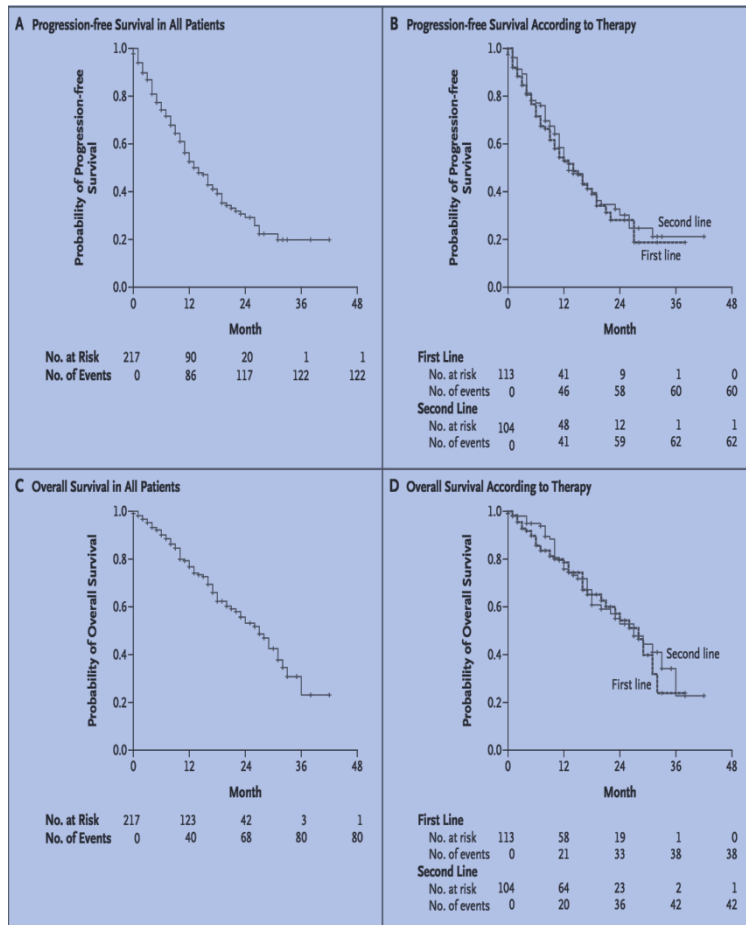 A Progression-free Survival in All Patients
Probability of Progression-free
Survival
1.0
0.8
0.6
0.4
0.2
0.0
0 12 24 36 48
Month
No. at Risk 217 90 20 1 1
No. of Events 0 86 117 122 122
B Progression-free Survival According to Therapy
Probability of Progression-free
Survival
1.0
0.8
0.6
0.4
0.2
0.0
Second line
First line
0 12 24 36 48
Month
First Line
No. at risk 113 41 9 1 0
No. of events 0 46 58 60 60
Second Line
No. at risk 104 48 12 1 1
No. of events 0 41 59 62 62
C Overall Survival in All Patients
Probability of Overall Survival
1.0
0.8
0.6
0.4
0.2
0.0
0 12 24 36 48
Month
No. at Risk 217 123 42 3 1
No. of Events 0 40 68 80 80
D Overall Survival According to Therapy
Probability of Overall Survival
1.0
0.8
0.6
0.4
0.2
0.0
Second line
First line
0 12 24 36 48
Month
First Line
No. at risk 113 58 19 1 0
No. of events 0 21 33 38 38
Second Line
No. at risk 104 64 23 2 1
No. of events 0 20 36 42 42